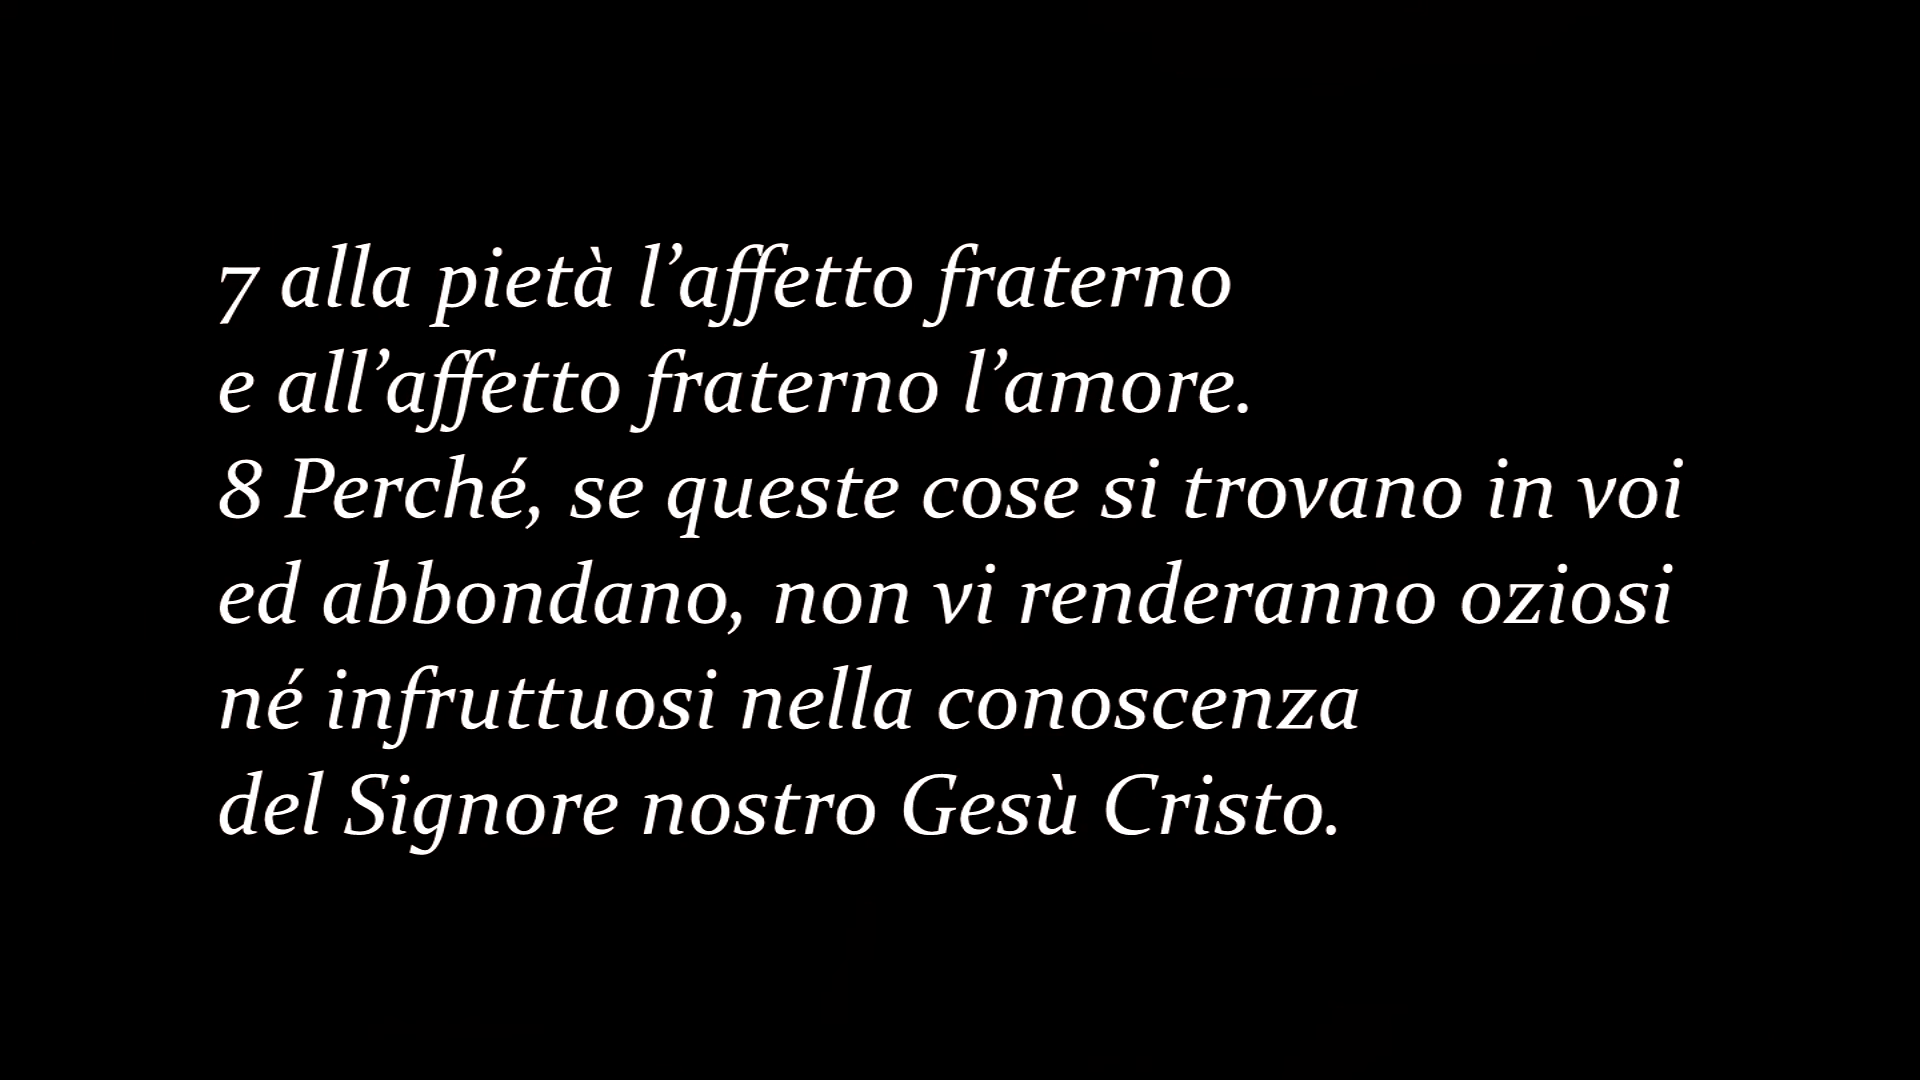 7 alla pietà l’affetto fraterno
e all’affetto fraterno l’amore.
8 Perché, se queste cose si trovano in voi
ed abbondano, non vi renderanno oziosi
né infruttuosi nella conoscenza
del Signore nostro Gesù Cristo.